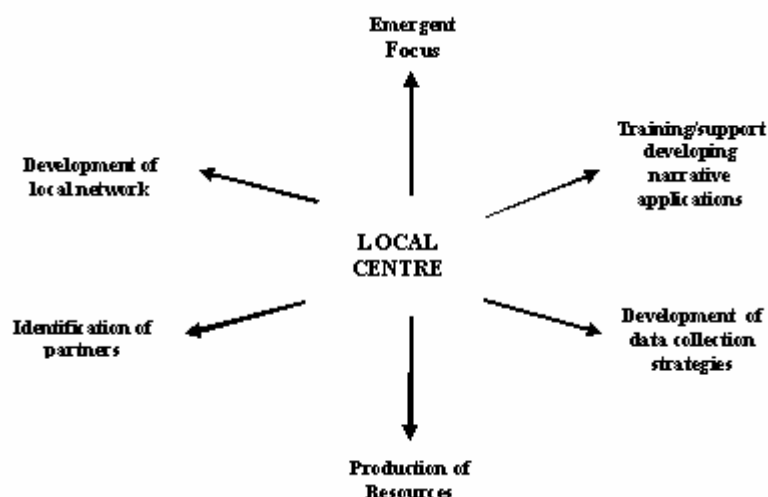 Emergent
Focus
Training/support
developing
narrative
applications
Development of
local network
LOCAL
CENTRE
Identification of
partners
Development of
data collection
strategies
Production of
Resources